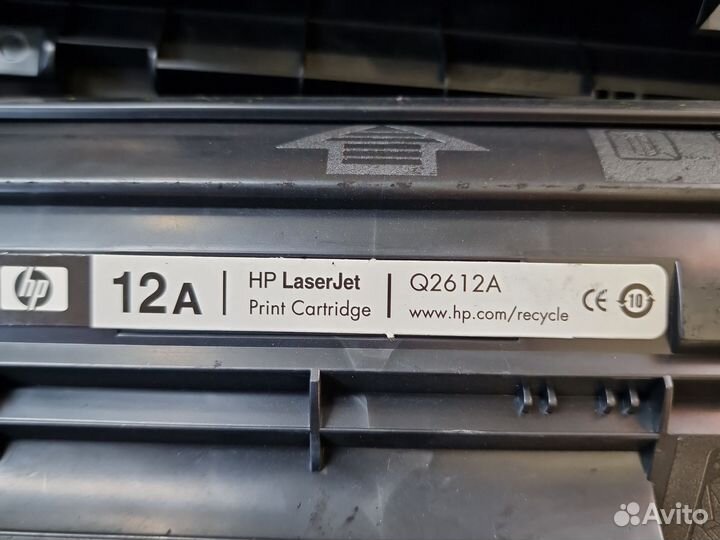 hp
12A
HP LaserJet
Print Cartridge
Q2612A
www.hp.com/recycle
CE
10
Avito